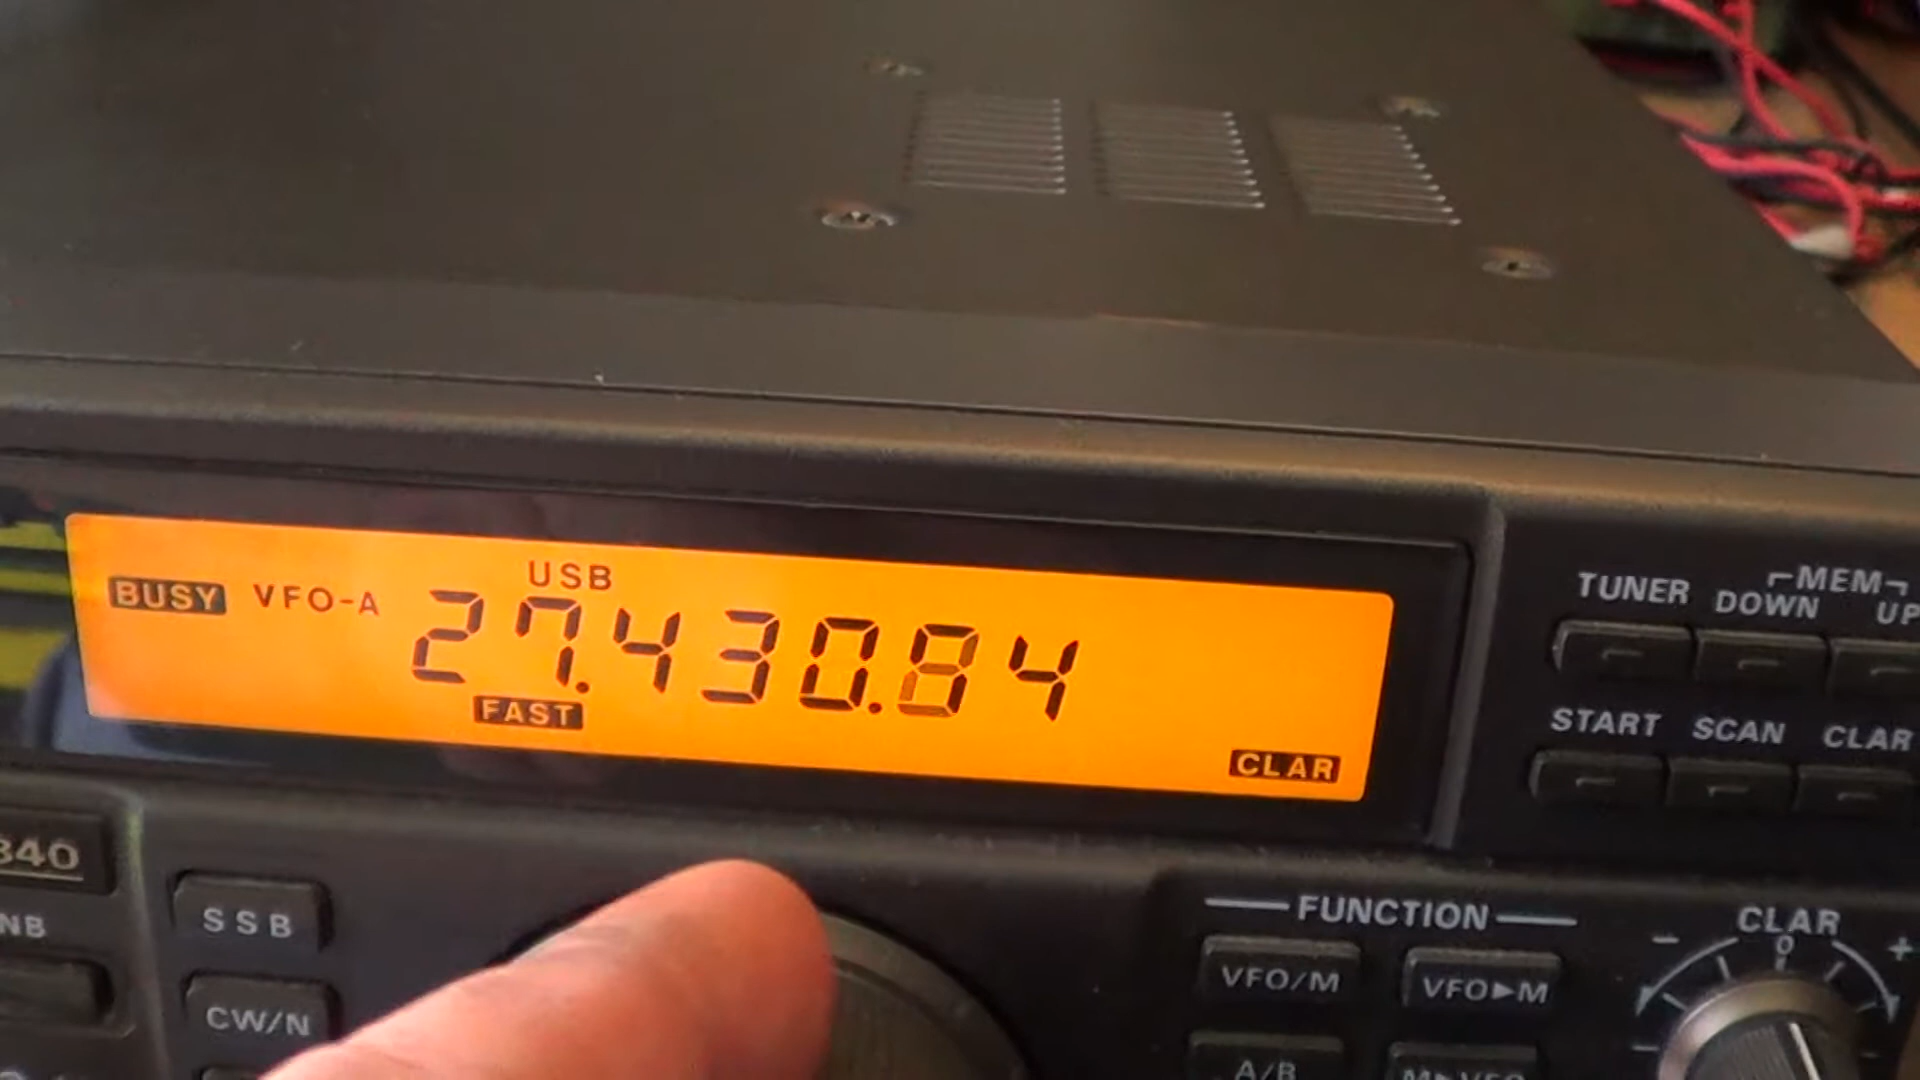 USB
BUSY VFO-A 27.430.84
FAST
CLAR
TUNER DOWN ┌MEM┐ UP
START SCAN CLAR
840
NB
SSB
CW/N
FUNCTION
VFO/M VFO▶M
A/B M▶VFO
CLAR
- 0 +